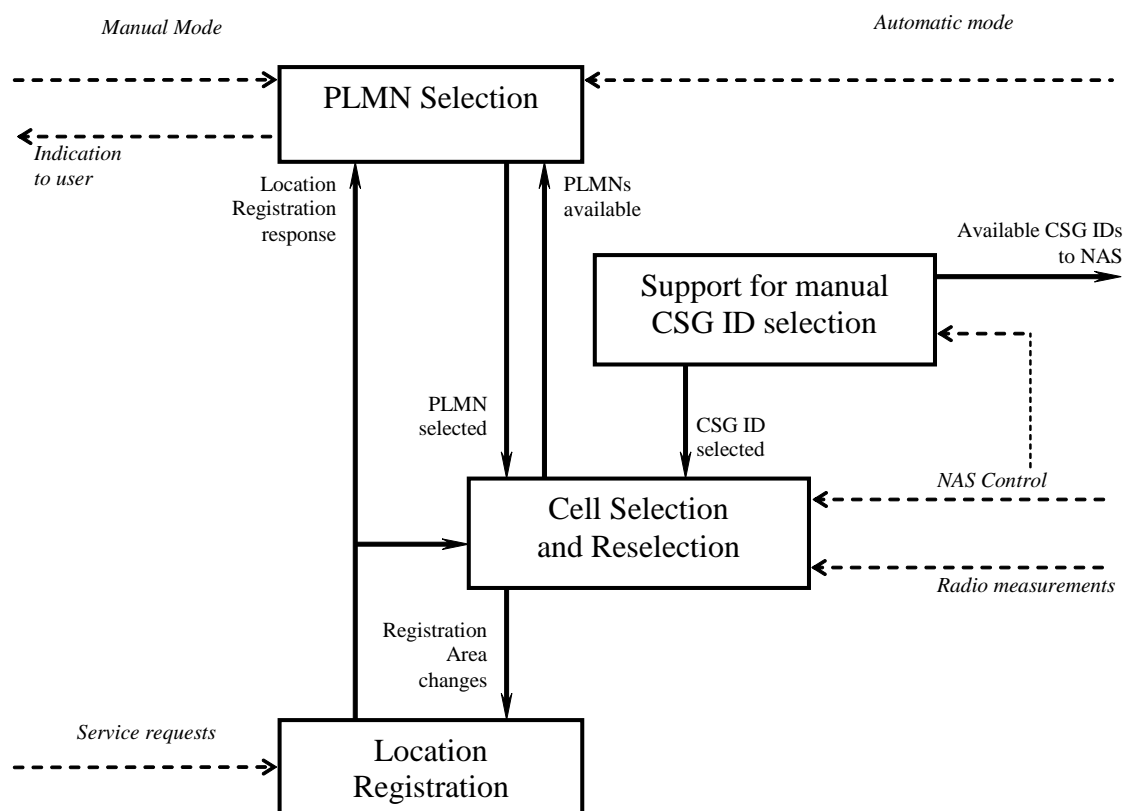 Manual Mode
Automatic mode
PLMN Selection
Indication
to user
Location
Registration
response
PLMNs
available
Available CSG IDs
to NAS
Support for manual
CSG ID selection
PLMN
selected
CSG ID
selected
NAS Control
Cell Selection
and Reselection
Radio measurements
Registration
Area
changes
Service requests
Location
Registration